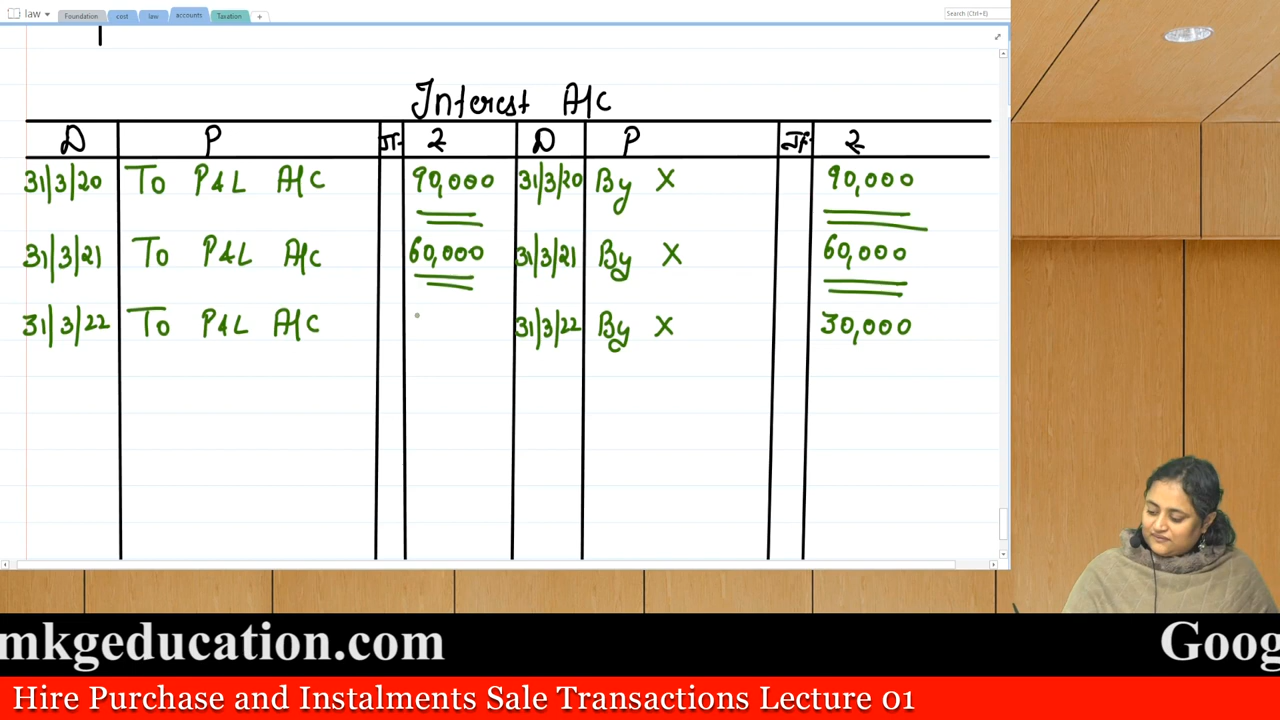 law
Foundation cost law accounts Taxation +
Search (Ctrl+E)
Interest A/C
D P ₹ D P ₹
31/3/20 To P&L A/C 90,000 31/3/20 By X 90,000
31/3/21 To P&L A/C 60,000 31/3/21 By X 60,000
31/3/22 To P&L A/C 31/3/22 By X 30,000
mkgeducation.com Goog
Hire Purchase and Instalments Sale Transactions Lecture 01